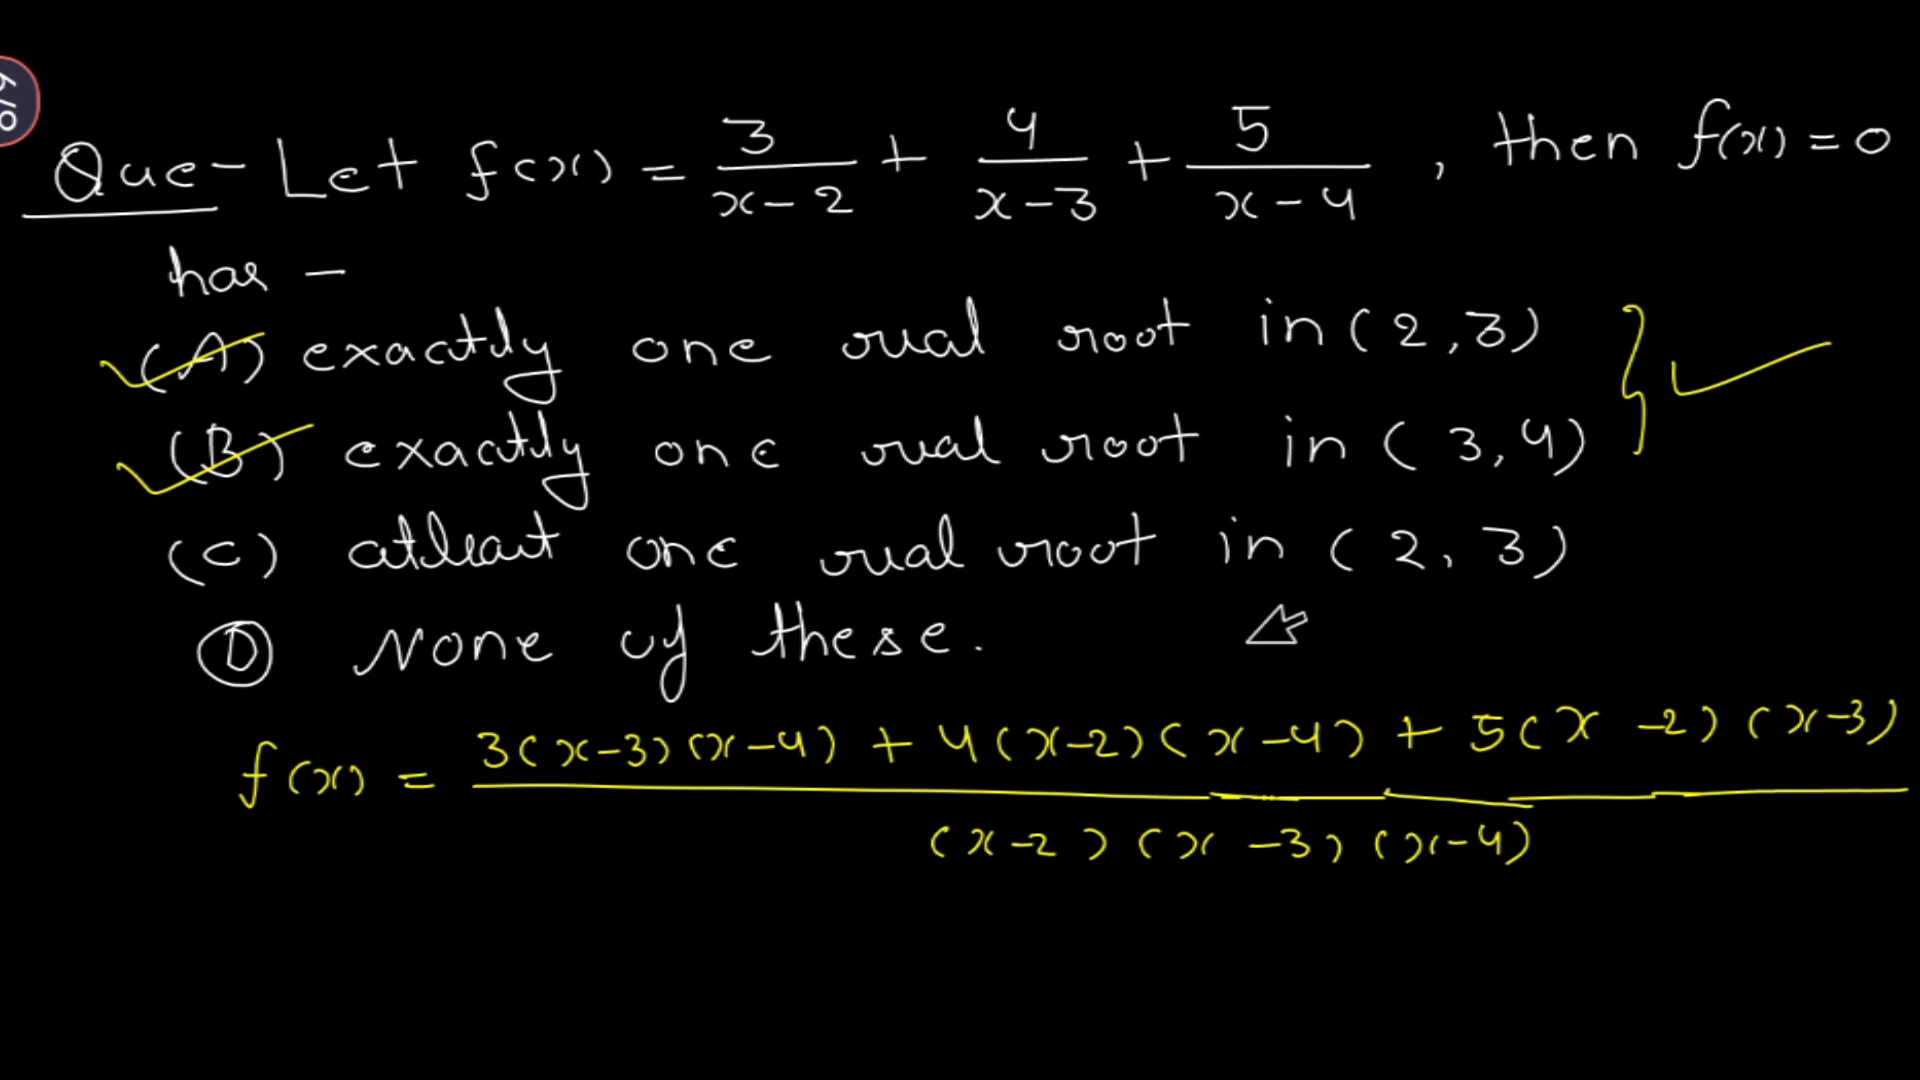 Que- Let f(x) = 3/(x-2) + 4/(x-3) + 5/(x-4) , then f(x) = 0
has -
(A) exactly one real root in (2,3)
(B) exactly one real root in (3,4)
(C) atleast one real root in (2,3)
(D) None of these.
f(x) = 3(x-3)(x-4) + 4(x-2)(x-4) + 5(x-2)(x-3)
(x-2)(x-3)(x-4)